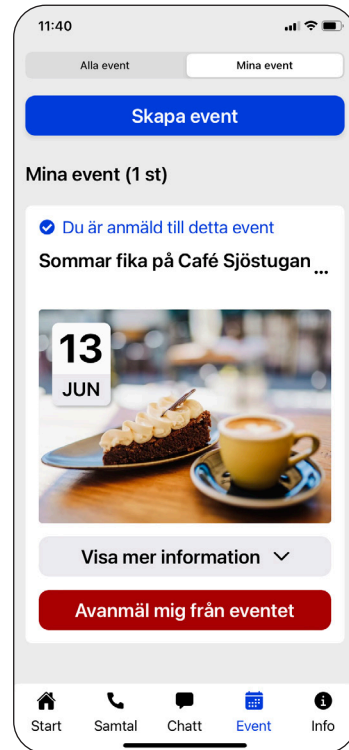 11:40
Alla event Mina event
Skapa event
Mina event (1 st)
Du är anmäld till detta event
Sommar fika på Café Sjöstugan ...
13
JUN
Visa mer information
Avanmäl mig från eventet
Start Samtal Chatt Event Info